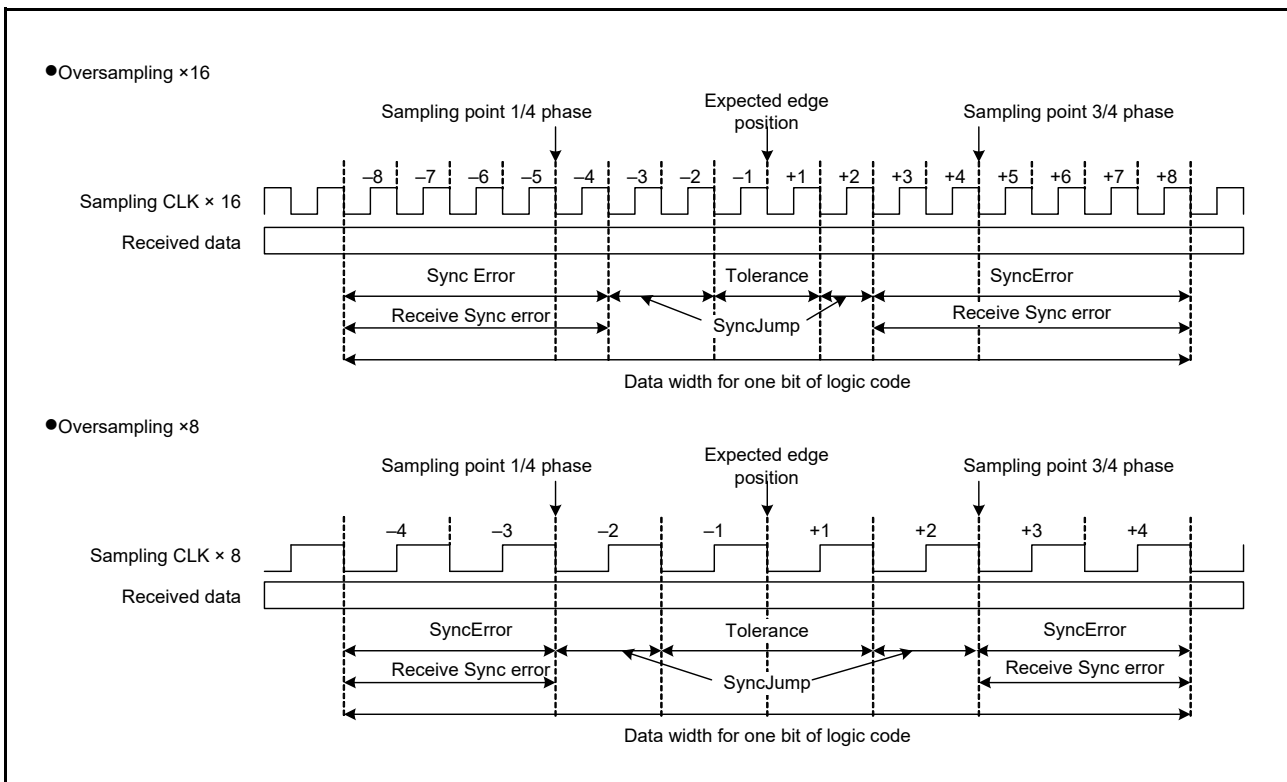 ●Oversampling ×16
Sampling point 1/4 phase
Expected edge
position
Sampling point 3/4 phase
–8 –7 –6 –5 –4 –3 –2 –1 +1 +2 +3 +4 +5 +6 +7 +8
Sampling CLK × 16
Received data
Sync Error Tolerance SyncError
Receive Sync error SyncJump Receive Sync error
Data width for one bit of logic code
●Oversampling ×8
Sampling point 1/4 phase
Expected edge
position
Sampling point 3/4 phase
–4 –3 –2 –1 +1 +2 +3 +4
Sampling CLK × 8
Received data
SyncError Tolerance SyncError
Receive Sync error SyncJump Receive Sync error
Data width for one bit of logic code